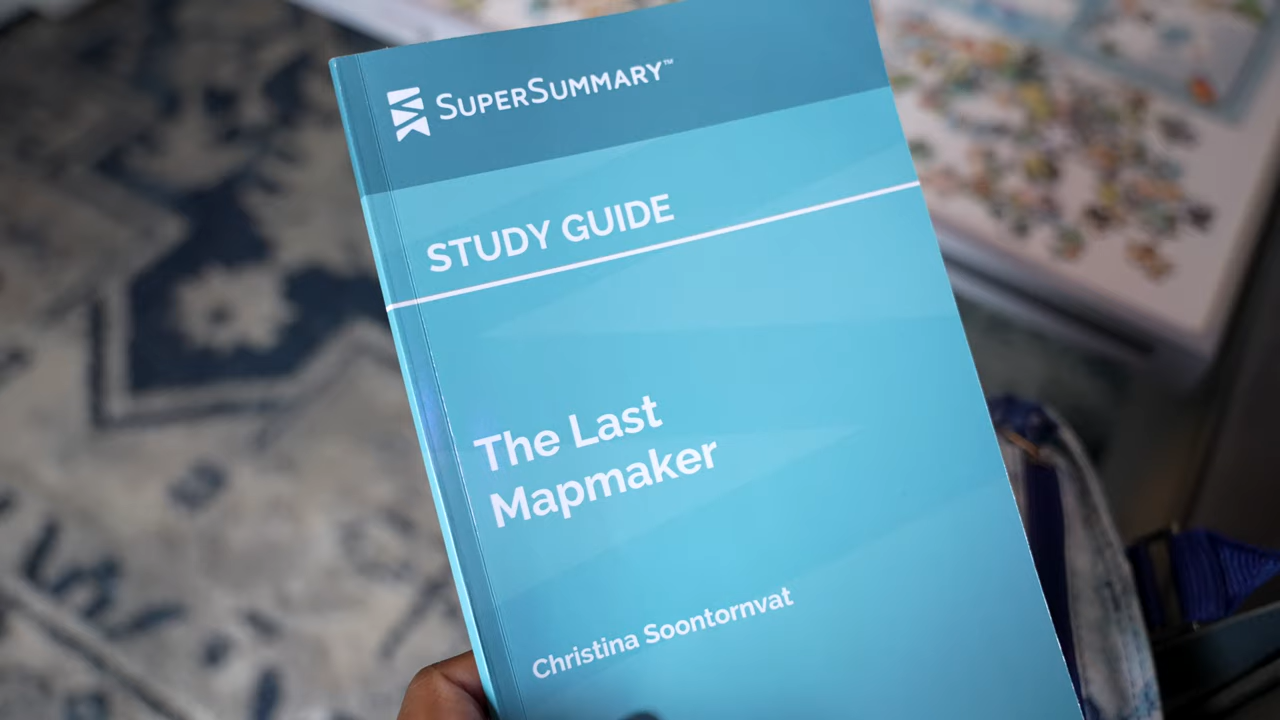 SUPERSUMMARY™
STUDY GUIDE
The Last
Mapmaker
Christina Soontornvat